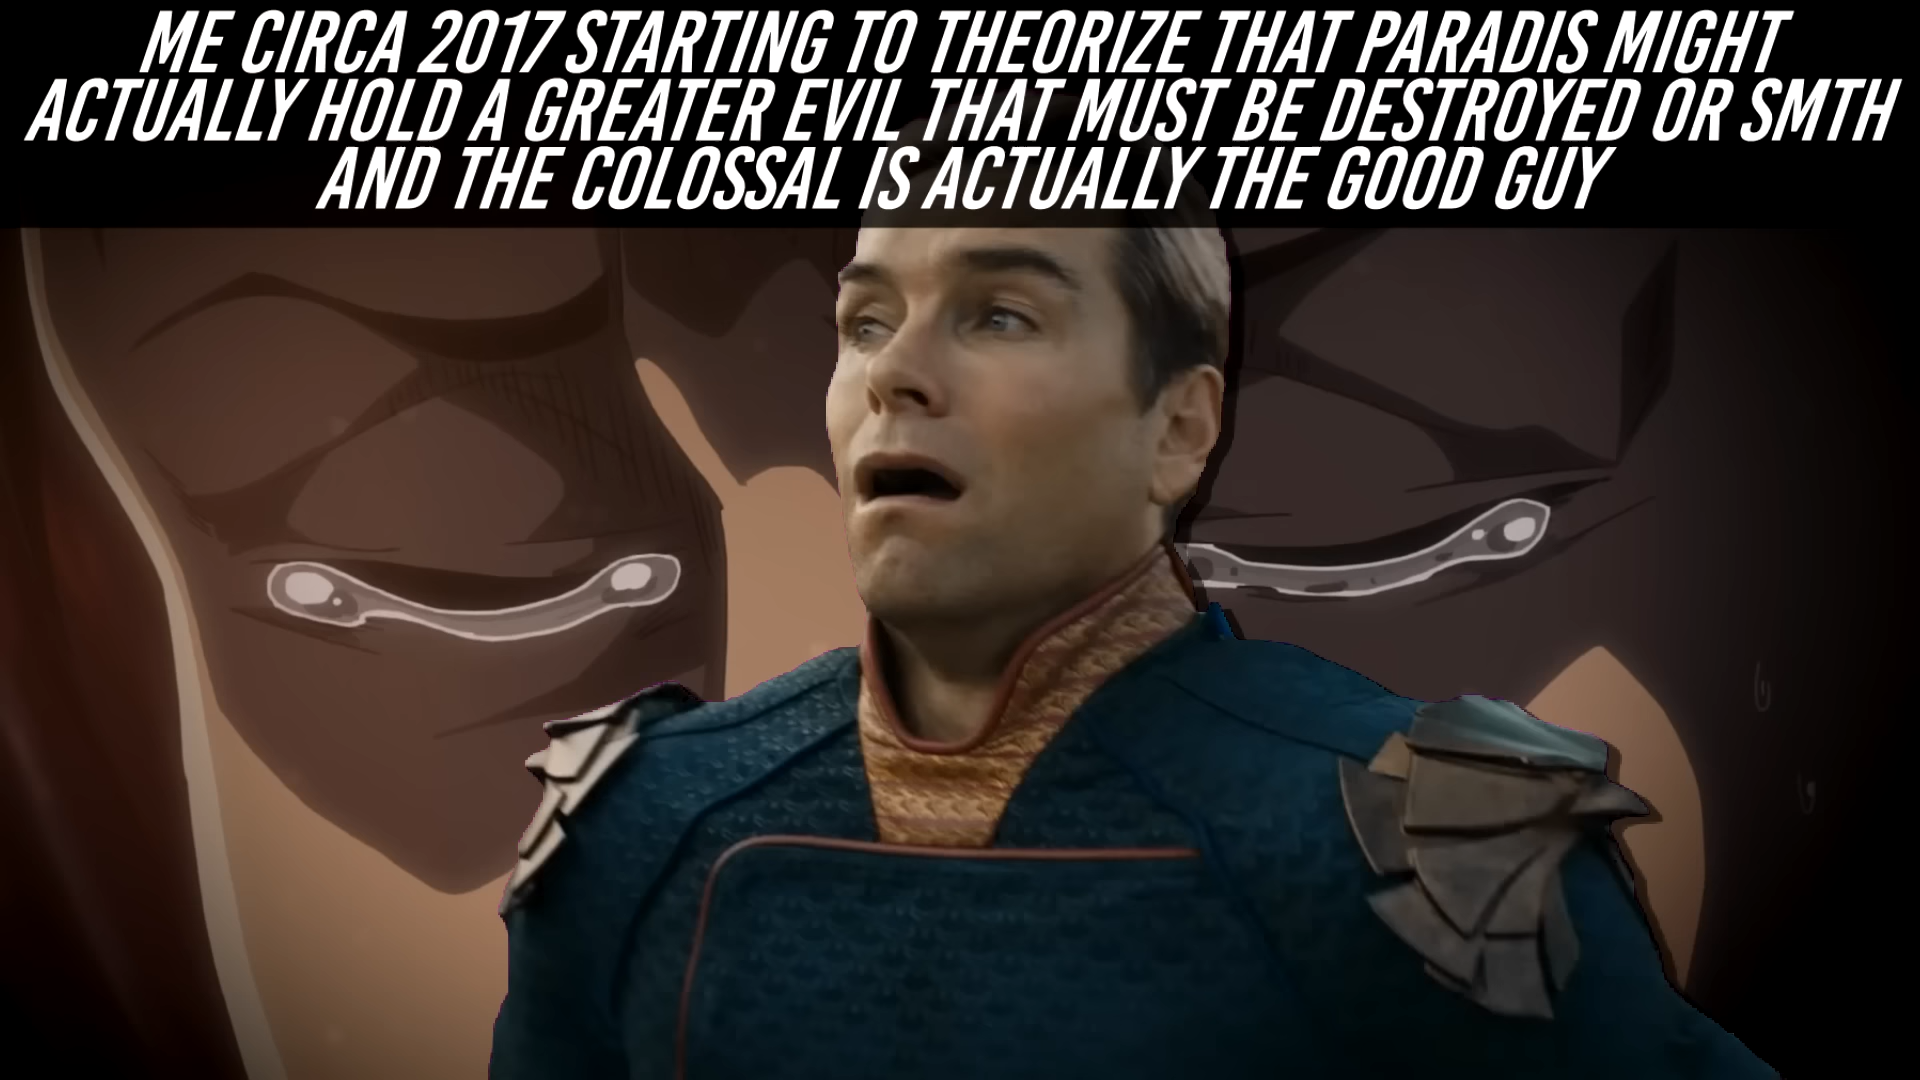 ME CIRCA 2017 STARTING TO THEORIZE THAT PARADIS MIGHT
ACTUALLY HOLD A GREATER EVIL THAT MUST BE DESTROYED OR SMTH
AND THE COLOSSAL IS ACTUALLY THE GOOD GUY